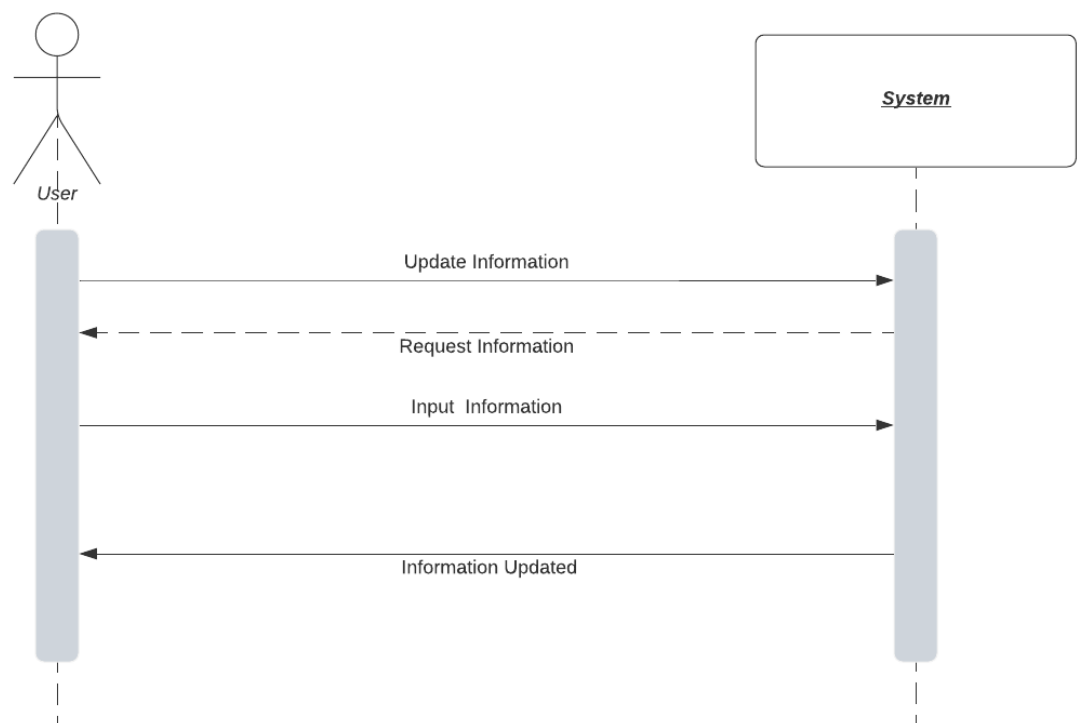 System
User
Update Information
Request Information
Input  Information
Information Updated